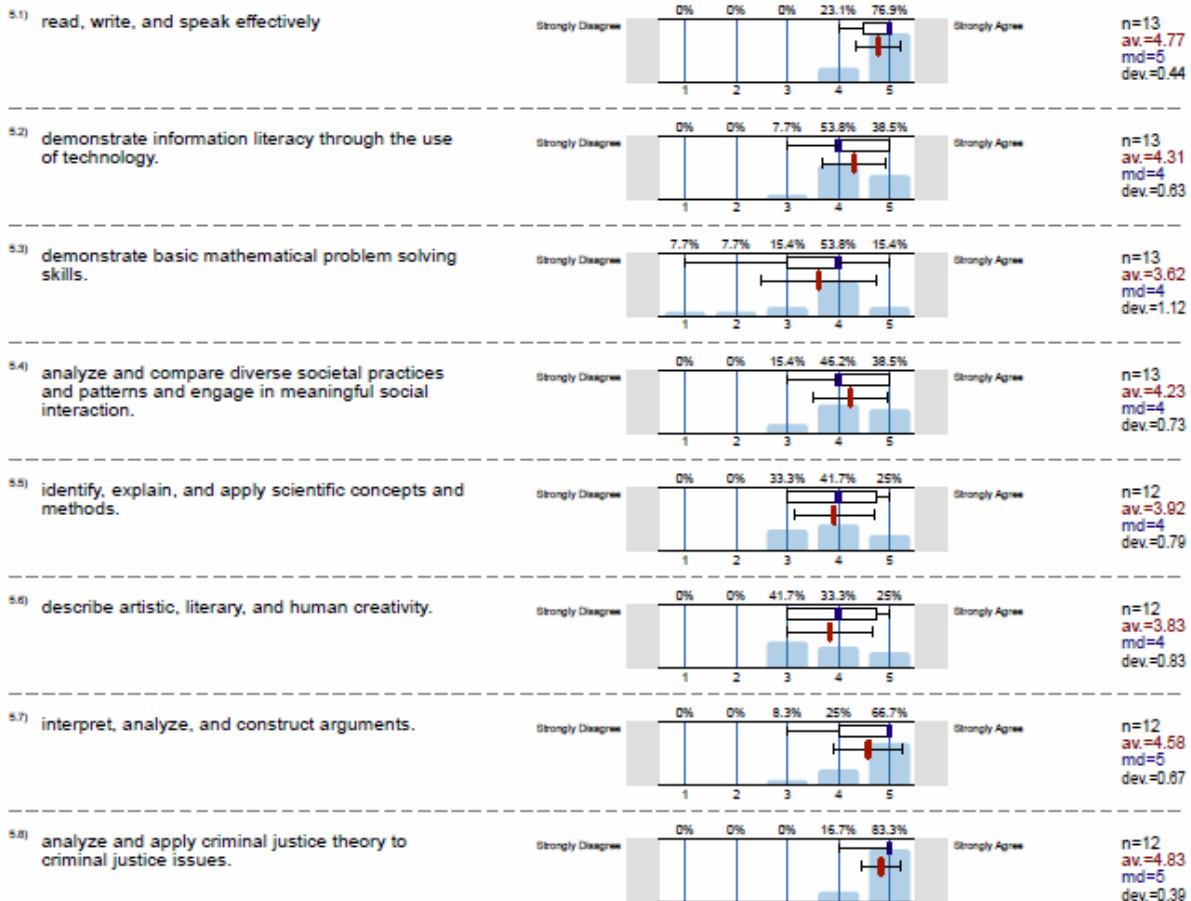 5.1) read, write, and speak effectively
Strongly Disagree
0% 0% 0% 23.1% 76.9%
1 2 3 4 5
Strongly Agree
n=13
av.=4.77
md=5
dev.=0.44
5.2) demonstrate information literacy through the use
of technology.
Strongly Disagree
0% 0% 7.7% 53.8% 38.5%
1 2 3 4 5
Strongly Agree
n=13
av.=4.31
md=4
dev.=0.63
5.3) demonstrate basic mathematical problem solving
skills.
Strongly Disagree
7.7% 7.7% 15.4% 53.8% 15.4%
1 2 3 4 5
Strongly Agree
n=13
av.=3.62
md=4
dev.=1.12
5.4) analyze and compare diverse societal practices
and patterns and engage in meaningful social
interaction.
Strongly Disagree
0% 0% 15.4% 46.2% 38.5%
1 2 3 4 5
Strongly Agree
n=13
av.=4.23
md=4
dev.=0.73
5.5) identify, explain, and apply scientific concepts and
methods.
Strongly Disagree
0% 0% 33.3% 41.7% 25%
1 2 3 4 5
Strongly Agree
n=12
av.=3.92
md=4
dev.=0.79
5.6) describe artistic, literary, and human creativity.
Strongly Disagree
0% 0% 41.7% 33.3% 25%
1 2 3 4 5
Strongly Agree
n=12
av.=3.83
md=4
dev.=0.83
5.7) interpret, analyze, and construct arguments.
Strongly Disagree
0% 0% 8.3% 25% 66.7%
1 2 3 4 5
Strongly Agree
n=12
av.=4.58
md=5
dev.=0.67
5.8) analyze and apply criminal justice theory to
criminal justice issues.
Strongly Disagree
0% 0% 0% 16.7% 83.3%
Strongly Agree
n=12
av.=4.83
md=5
dev.=0.39